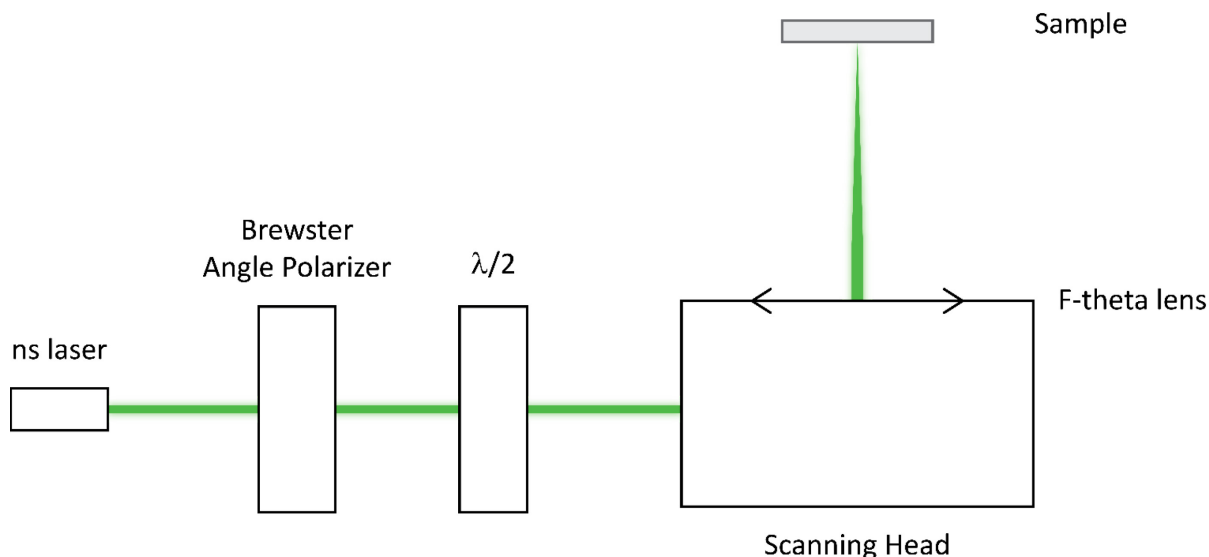 Sample
Brewster
Angle Polarizer
λ/2
F-theta lens
ns laser
Scanning Head